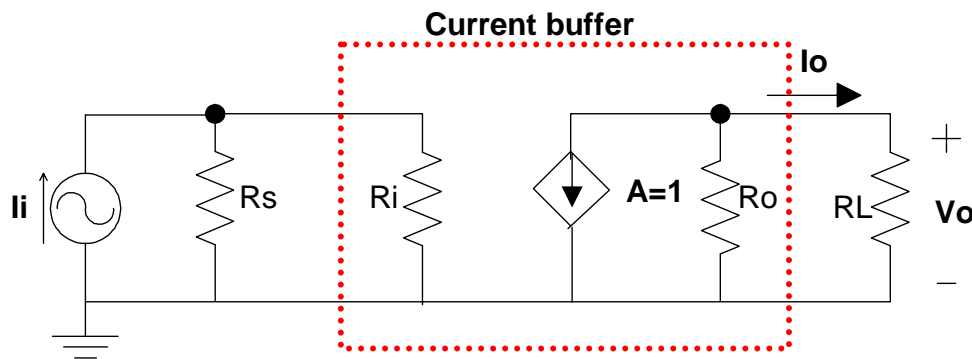 Current buffer
Io
Ii
Rs
Ri
A=1
Ro
RL
+
Vo
−